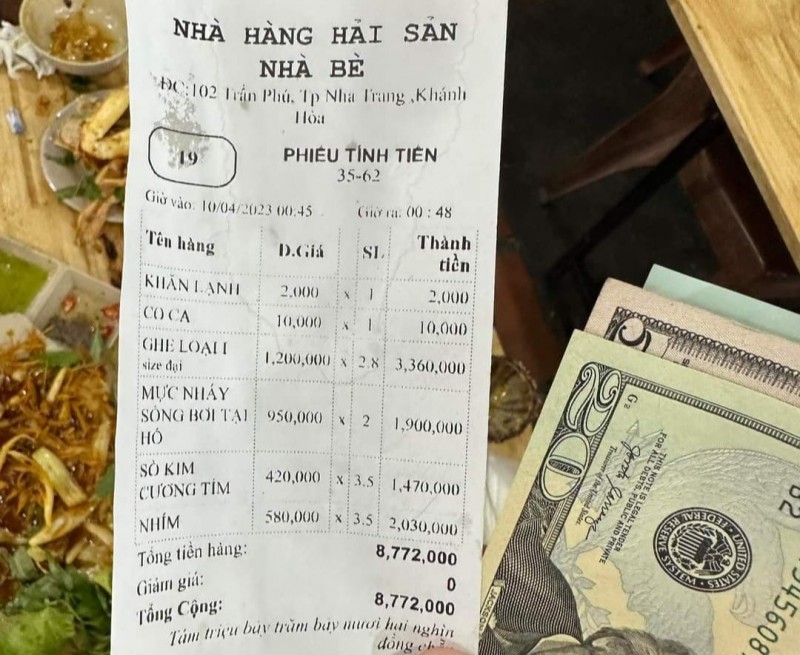 NHÀ HÀNG HẢI SẢN
NHÀ BÈ
ĐC:102 Trần Phú, Tp Nha Trang ,Khánh
Hòa
19
PHIẾU TÍNH TIỀN
35-62
Giờ vào: 10/04/2023 00:45 Giờ ra: 00 : 48
Tên hàng Đ.Giá SL Thành tiền
KHĂN LẠNH 2,000 x 1 2,000
CO CA 10,000 x 1 10,000
GHẸ LOẠI I
size đại 1,200,000 x 2.8 3,360,000
MỰC NHÁY
SỐNG BƠI TẠI
HỒ 950,000 x 2 1,900,000
SÒ KIM
CƯƠNG TÍM 420,000 x 3.5 1,470,000
NHÍM 580,000 x 3.5 2,030,000
Tổng tiền hàng: 8,772,000
Giảm giá: 0
Tổng Cộng: 8,772,000
Tám triệu bảy trăm bảy mươi hai nghìn
đồng
5
20
G2
THIS NOTE IS LEGAL TENDER
FOR ALL DEBTS, PUBLIC AND PRIVATE
UNITED STATES FEDERAL RESERVE